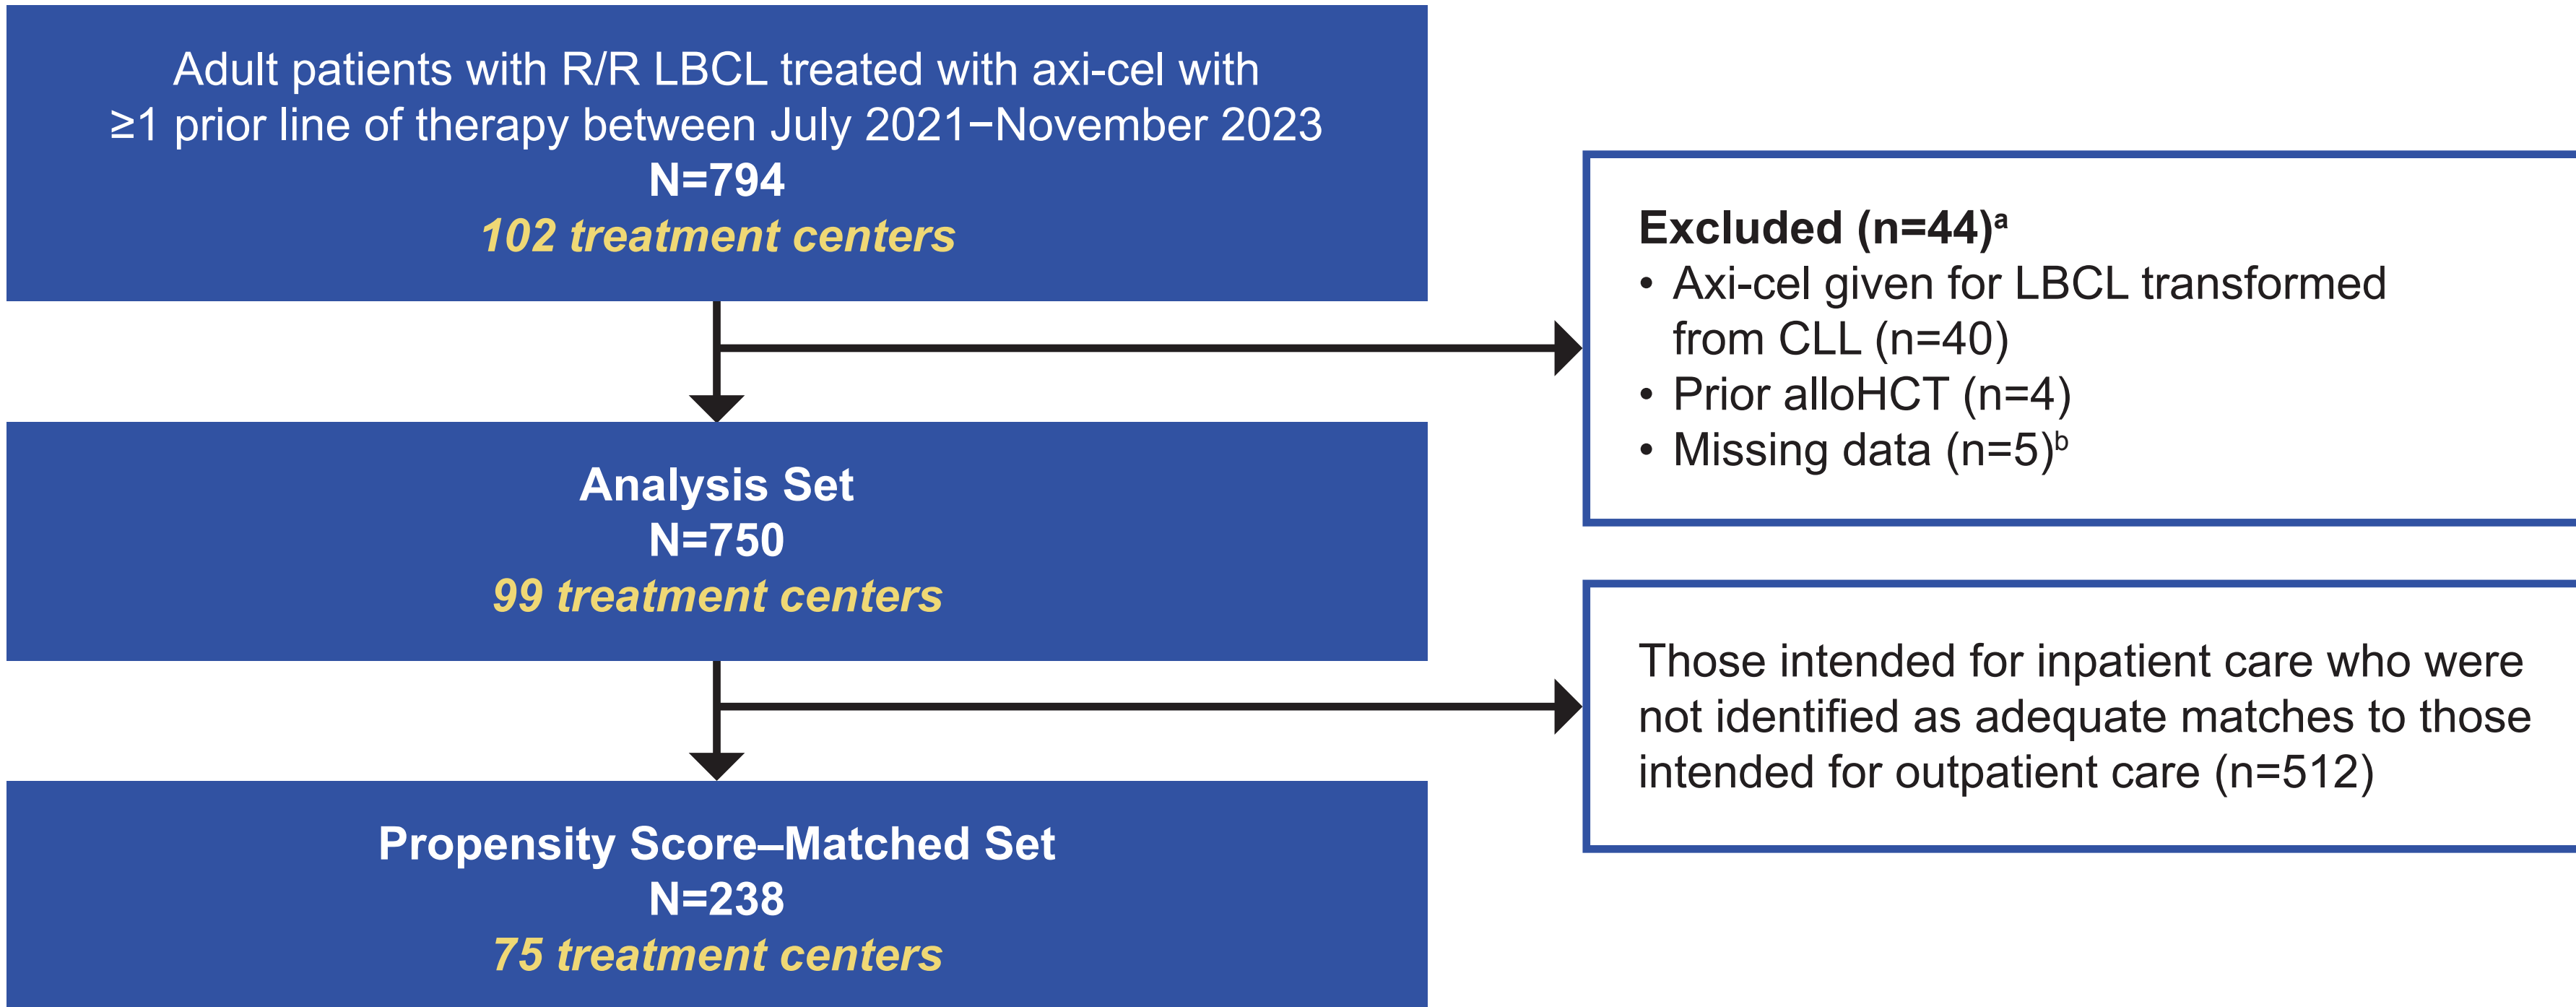 Adult patients with R/R LBCL treated with axi-cel with
≥1 prior line of therapy between July 2021−November 2023
N=794
102 treatment centers
Excluded (n=44)ᵃ
• Axi-cel given for LBCL transformed
from CLL (n=40)
• Prior alloHCT (n=4)
• Missing data (n=5)ᵇ
Analysis Set
N=750
99 treatment centers
Those intended for inpatient care who were
not identified as adequate matches to those
intended for outpatient care (n=512)
Propensity Score–Matched Set
N=238
75 treatment centers